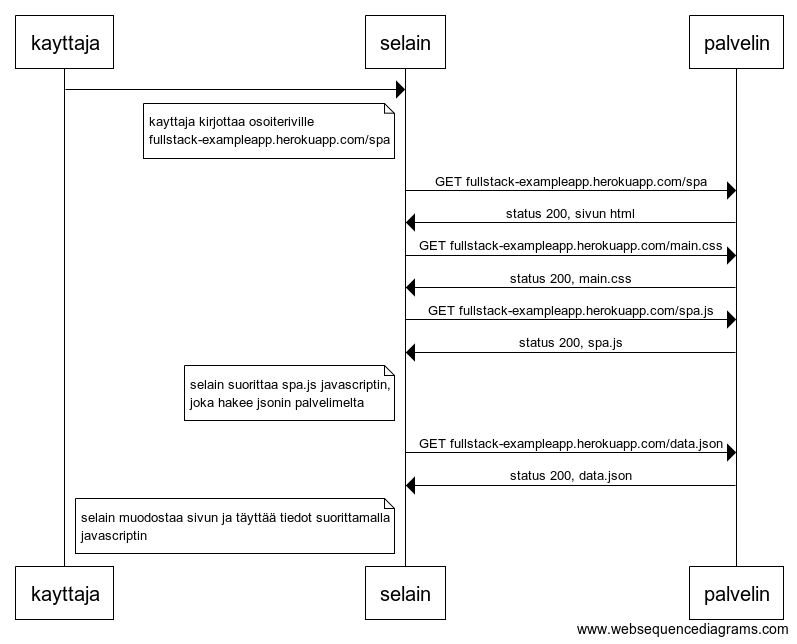 kayttaja
selain
palvelin
kayttaja kirjottaa osoiteriville
fullstack-exampleapp.herokuapp.com/spa
GET fullstack-exampleapp.herokuapp.com/spa
status 200, sivun html
GET fullstack-exampleapp.herokuapp.com/main.css
status 200, main.css
GET fullstack-exampleapp.herokuapp.com/spa.js
status 200, spa.js
selain suorittaa spa.js javascriptin,
joka hakee jsonin palvelimelta
GET fullstack-exampleapp.herokuapp.com/data.json
status 200, data.json
selain muodostaa sivun ja täyttää tiedot suorittamalla
javascriptin
kayttaja
selain
palvelin
www.websequencediagrams.com